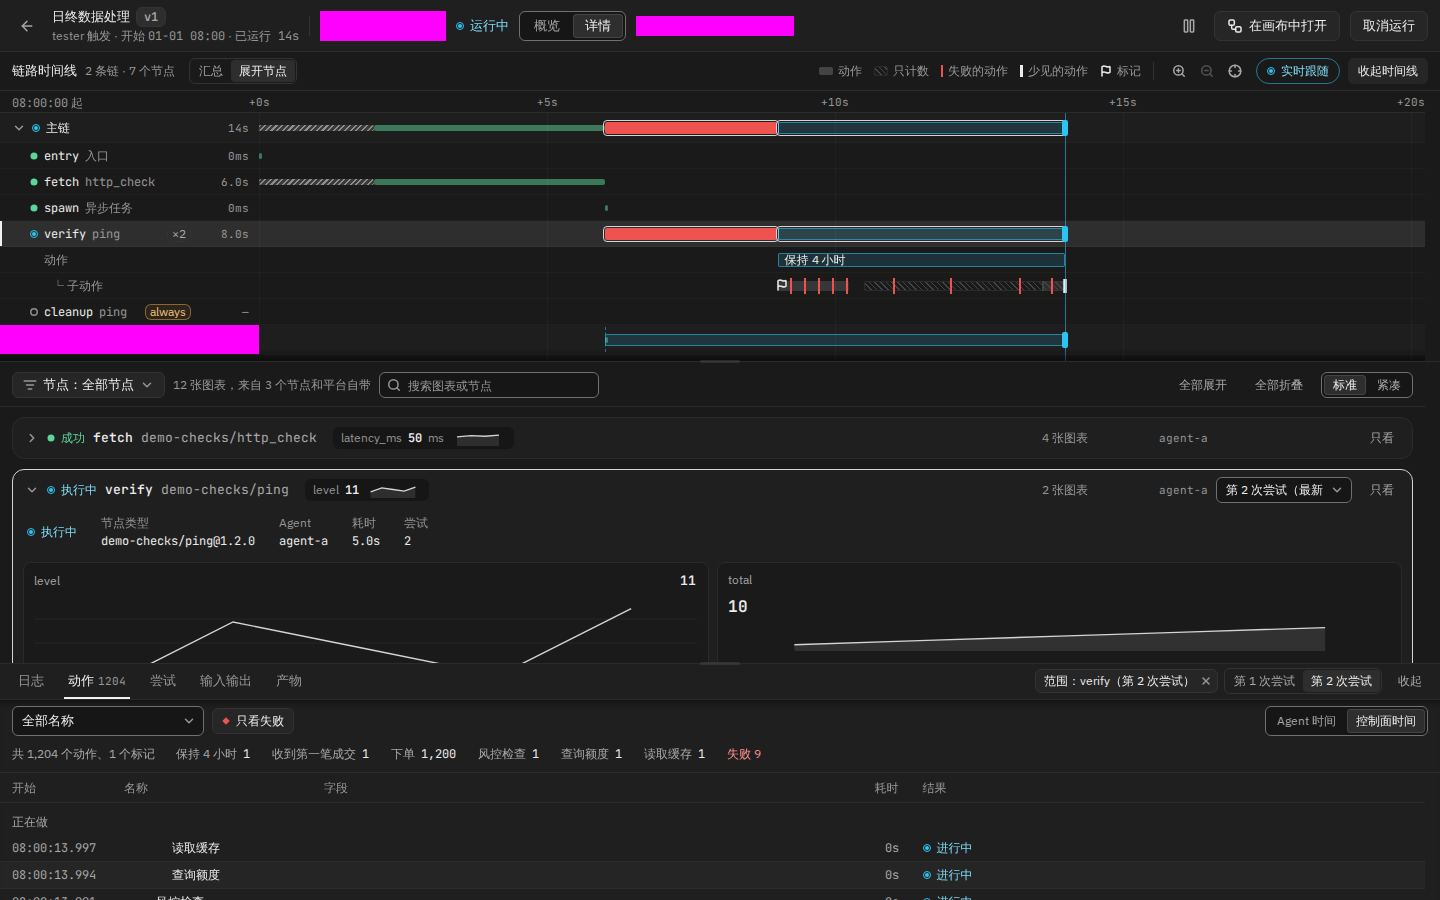 日终数据处理 v1
tester 触发 · 开始 01-01 08:00 · 已运行 14s
运行中 概览 详情
在画布中打开 取消运行
链路时间线 2 条链 · 7 个节点 汇总 展开节点
动作 只计数 失败的动作 少见的动作 标记 实时跟随 收起时间线
08:00:00 起 +0s +5s +10s +15s +20s
主链 14s
entry 入口 0ms
fetch http_check 6.0s
spawn 异步任务 0ms
verify ping ×2 8.0s
动作 保持 4 小时
└ 子动作
cleanup ping always —
节点：全部节点 12 张图表，来自 3 个节点和平台自带 搜索图表或节点 全部展开 全部折叠 标准 紧凑
成功 fetch demo-checks/http_check latency_ms 50 ms 4 张图表 agent-a 只看
执行中 verify demo-checks/ping level 11 2 张图表 agent-a 第 2 次尝试（最新 只看
执行中
节点类型 Agent 耗时 尝试
demo-checks/ping@1.2.0 agent-a 5.0s 2
level 11
total
10
日志 动作 1204 尝试 输入输出 产物 范围：verify（第 2 次尝试） 第 1 次尝试 第 2 次尝试 收起
全部名称 只看失败 Agent 时间 控制面时间
共 1,204 个动作、1 个标记 保持 4 小时 1 收到第一笔成交 1 下单 1,200 风控检查 1 查询额度 1 读取缓存 1 失败 9
开始 名称 字段 耗时 结果
正在做
08:00:13.997 读取缓存 0s 进行中
08:00:13.994 查询额度 0s 进行中
08:00:13.991 风控检查 0s 进行中